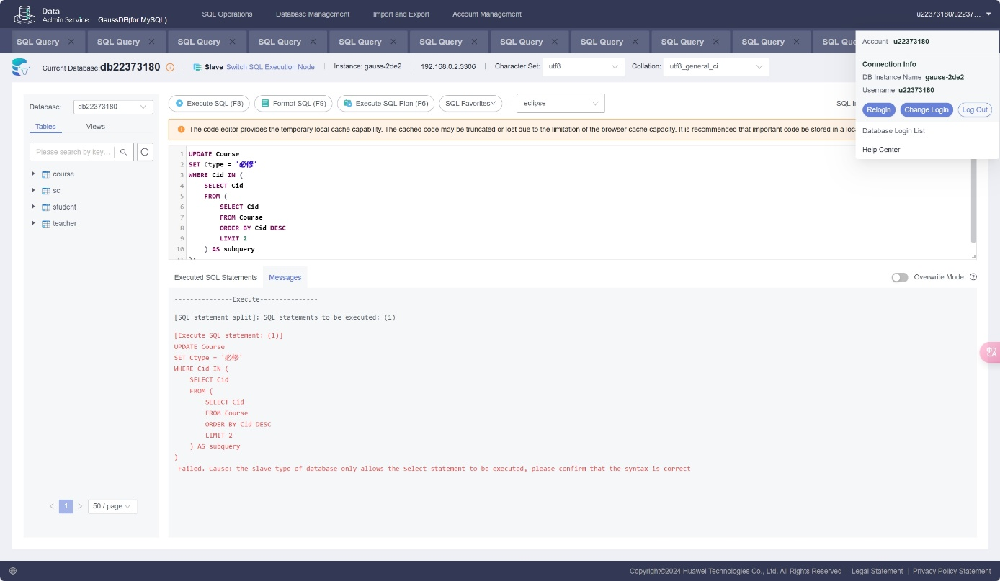 Data
Admin Service
GaussDB(for MySQL)
SQL Operations
Database Management
Import and Export
Account Management
u22373180/u2237...
SQL Query ×
SQL Query ×
SQL Query ×
SQL Query ×
SQL Query ×
SQL Query ×
SQL Query ×
SQL Query ×
SQL Query ×
SQL Query ×
SQL Que
Current Database:db22373180
Slave Switch SQL Execution Node
Instance: gauss-2de2
192.168.0.2:3306
Character Set: utf8
Collation: utf8_general_ci
Account u22373180
Connection Info
DB Instance Name gauss-2de2
Username u22373180
Relogin
Change Login
Log Out
Database Login List
Help Center
Database: db22373180
Tables
Views
Please search by key...
course
sc
student
teacher
< 1 >
50 / page
Execute SQL (F8)
Format SQL (F9)
Execute SQL Plan (F6)
SQL Favorites
eclipse
SQL I
The code editor provides the temporary local cache capability. The cached code may be truncated or lost due to the limitation of the browser cache capacity. It is recommended that important code be stored in a loc
1 UPDATE Course
2 SET Ctype = '必修'
3 WHERE Cid IN (
4 SELECT Cid
5 FROM (
6 SELECT Cid
7 FROM Course
8 ORDER BY Cid DESC
9 LIMIT 2
10 ) AS subquery
11 );
Executed SQL Statements
Messages
Overwrite Mode
---------------Execute---------------
[SQL statement split]: SQL statements to be executed: (1)
[Execute SQL statement: (1)]
UPDATE Course
SET Ctype = '必修'
WHERE Cid IN (
SELECT Cid
FROM (
SELECT Cid
FROM Course
ORDER BY Cid DESC
LIMIT 2
) AS subquery
)
Failed. Cause: the slave type of database only allows the Select statement to be executed, please confirm that the syntax is correct
中A
Copyright©2024 Huawei Technologies Co., Ltd. All Rights Reserved
Legal Statement
Privacy Policy Statement